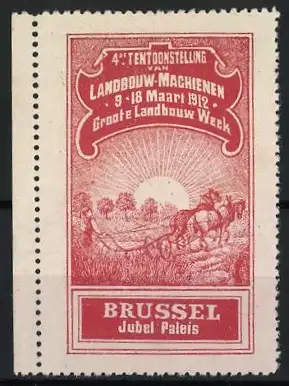 4de TENTOONSTELLING
VAN
LANDBOUW-MACHIENEN
9-18 Maart 1912
Groote Landbouw Week
BRUSSEL
Jubel Paleis